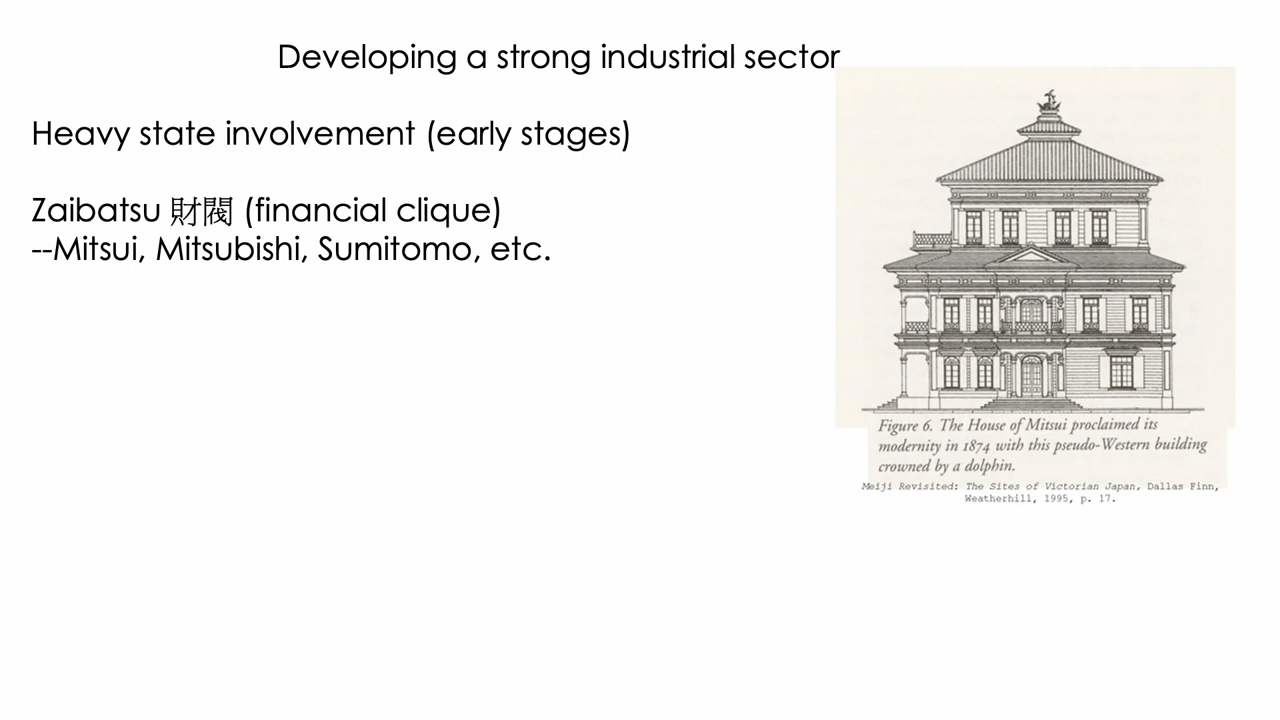 Developing a strong industrial sector
Heavy state involvement (early stages)
Zaibatsu 財閥 (financial clique)
--Mitsui, Mitsubishi, Sumitomo, etc.
Figure 6. The House of Mitsui proclaimed its
modernity in 1874 with this pseudo-Western building
crowned by a dolphin.
Meiji Revisited: The Sites of Victorian Japan, Dallas Finn,
Weatherhill, 1995, p. 17.